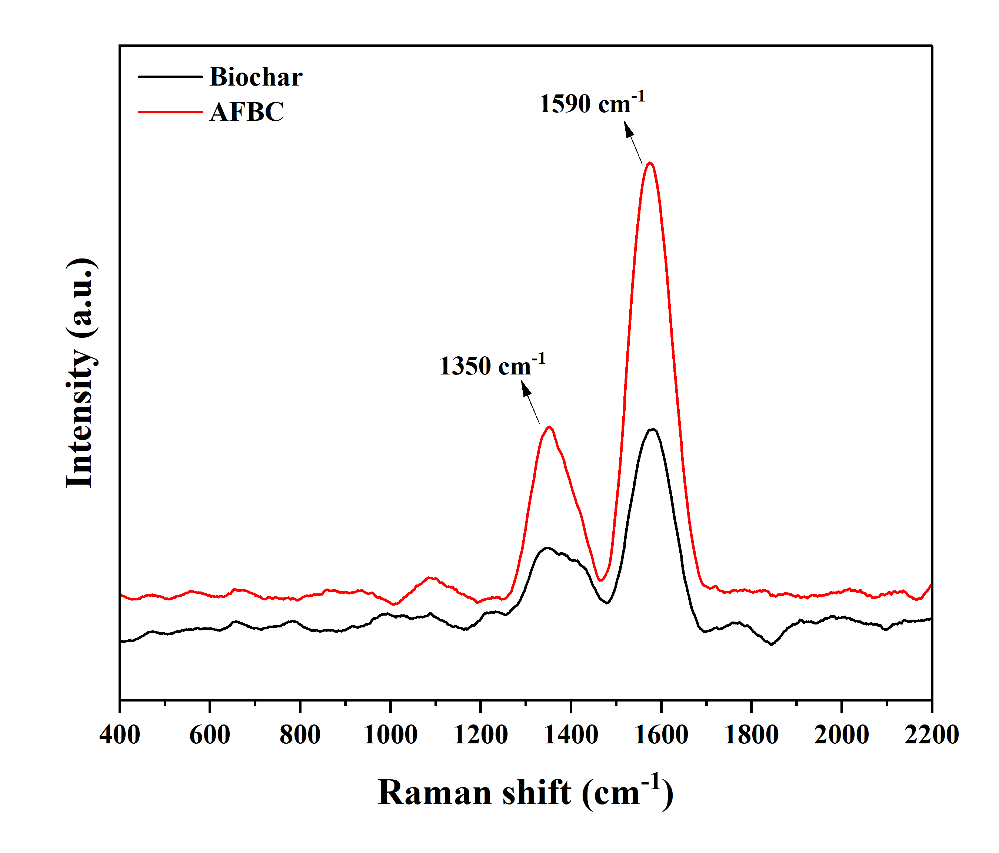 Biochar
AFBC
1590 cm⁻¹
1350 cm⁻¹
Intensity (a.u.)
400 600 800 1000 1200 1400 1600 1800 2000 2200
Raman shift (cm⁻¹)